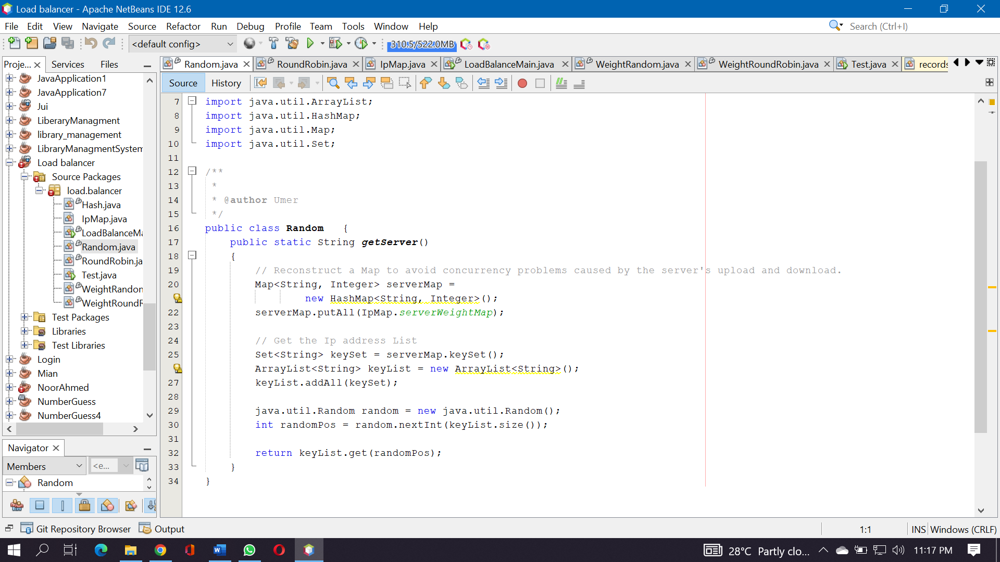 Load balancer - Apache NetBeans IDE 12.6
File Edit View Navigate Source Refactor Run Debug Profile Team Tools Window Help
Search (Ctrl+I)
<default config>
310.5/522.0MB
Proje... Services Files
Random.java RoundRobin.java IpMap.java LoadBalanceMain.java WeightRandom.java WeightRoundRobin.java Test.java records
Source History
JavaApplication1
JavaApplication7
Jui
LiberaryManagment
library_management
LibraryManagmentSystem
Load balancer
Source Packages
load.balancer
Hash.java
IpMap.java
LoadBalanceMa
Random.java
RoundRobin.ja
Test.java
WeightRandon
WeightRoundR
Test Packages
Libraries
Test Libraries
Login
Mian
NoorAhmed
NumberGuess
NumberGuess4
Navigator
Members
<e...
Random
7 import java.util.ArrayList;
8 import java.util.HashMap;
9 import java.util.Map;
10 import java.util.Set;
11
12 /**
13 *
14 * @author Umer
15 */
16 public class Random {
17 public static String getServer()
18 {
19 // Reconstruct a Map to avoid concurrency problems caused by the server's upload and download.
20 Map<String, Integer> serverMap =
new HashMap<String, Integer>();
22 serverMap.putAll(IpMap.serverWeightMap);
23
24 // Get the Ip address List
25 Set<String> keySet = serverMap.keySet();
ArrayList<String> keyList = new ArrayList<String>();
27 keyList.addAll(keySet);
28
29 java.util.Random random = new java.util.Random();
30 int randomPos = random.nextInt(keyList.size());
31
32 return keyList.get(randomPos);
33 }
34 }
Git Repository Browser Output
1:1 INS Windows (CRLF)
28°C Partly clo... 11:17 PM